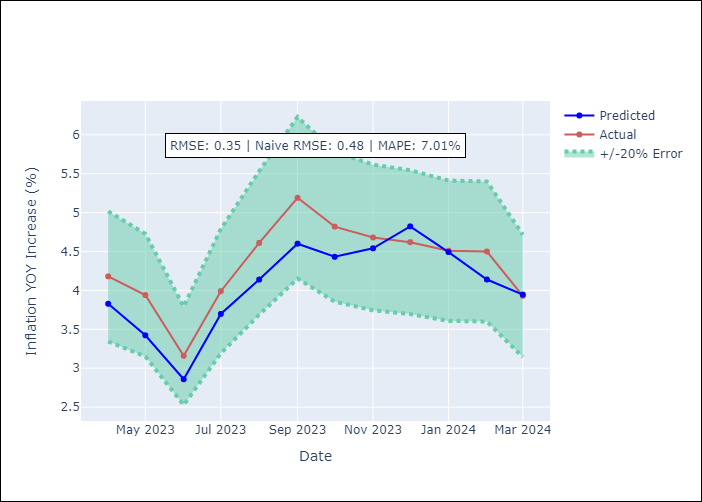 Predicted
Actual
+/-20% Error
RMSE: 0.35 | Naive RMSE: 0.48 | MAPE: 7.01%
Inflation YOY Increase (%)
6
5.5
5
4.5
4
3.5
3
2.5
May 2023
Jul 2023
Sep 2023
Nov 2023
Jan 2024
Mar 2024
Date